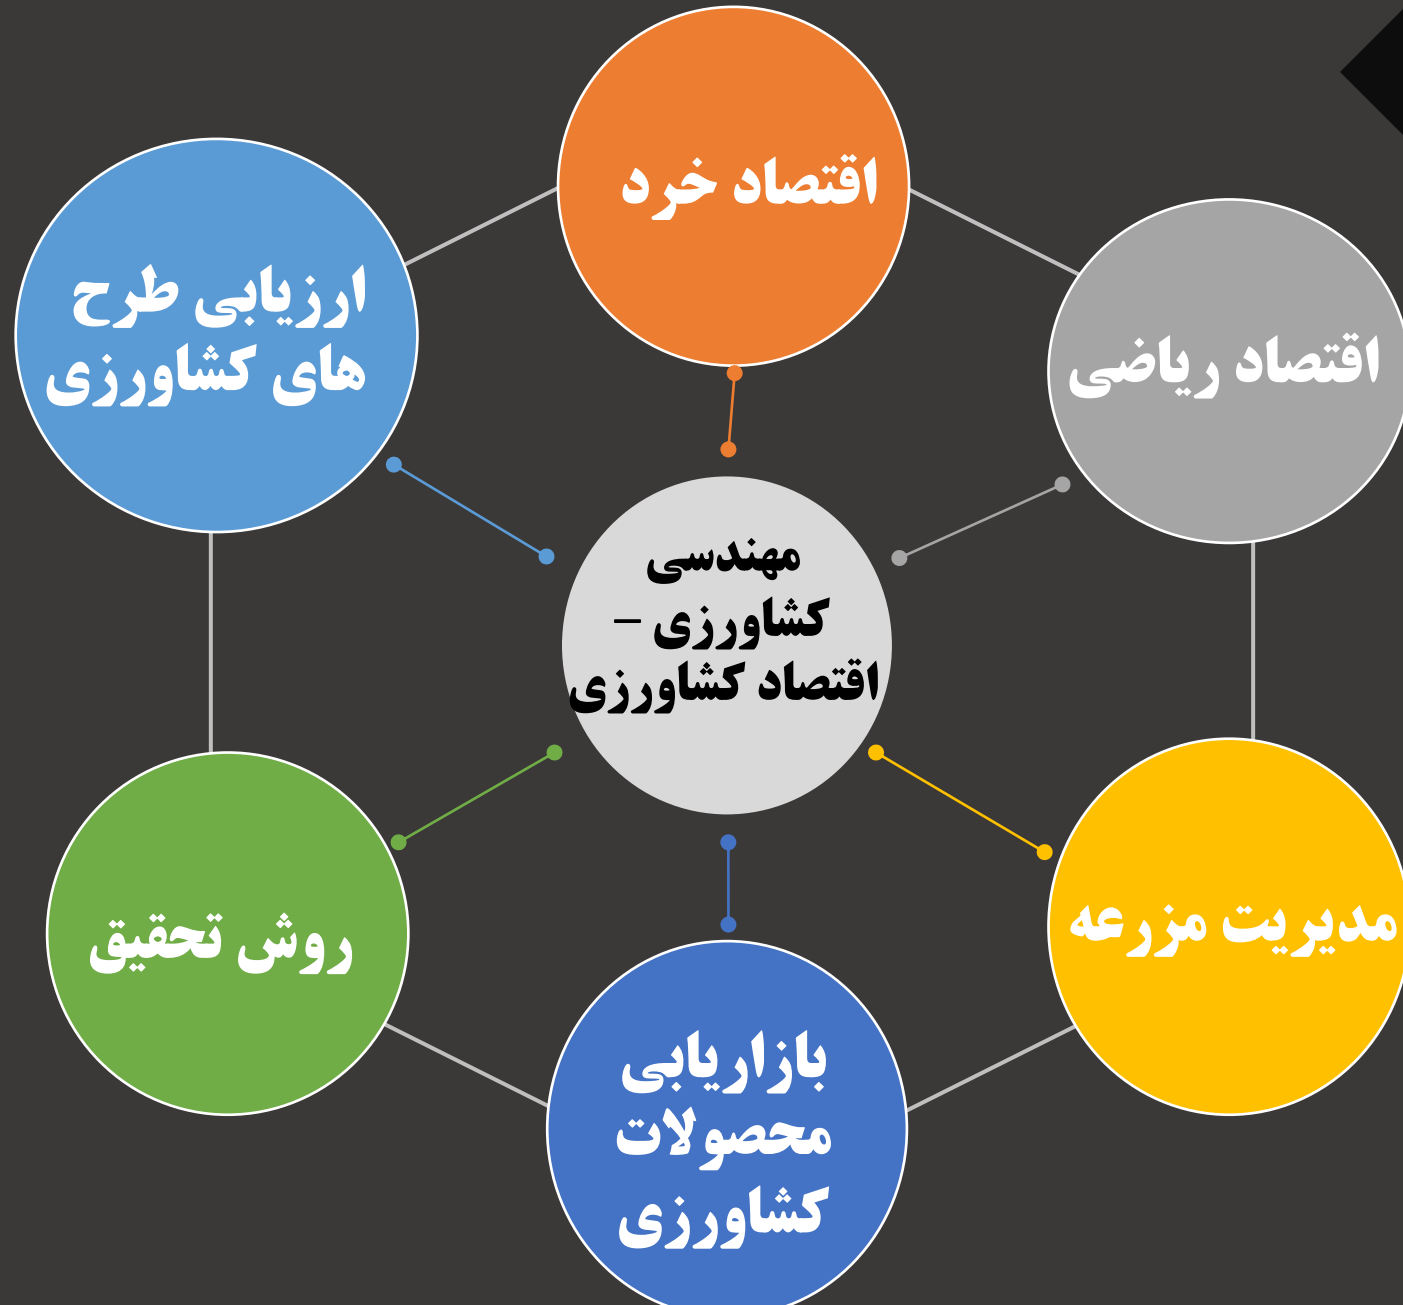 اقتصاد خرد
اقتصاد ریاضی
مدیریت مزرعه
بازاریابی
محصولات
کشاورزی
روش تحقیق
ارزیابی طرح
های کشاورزی
مهندسی
کشاورزی –
اقتصاد کشاورزی